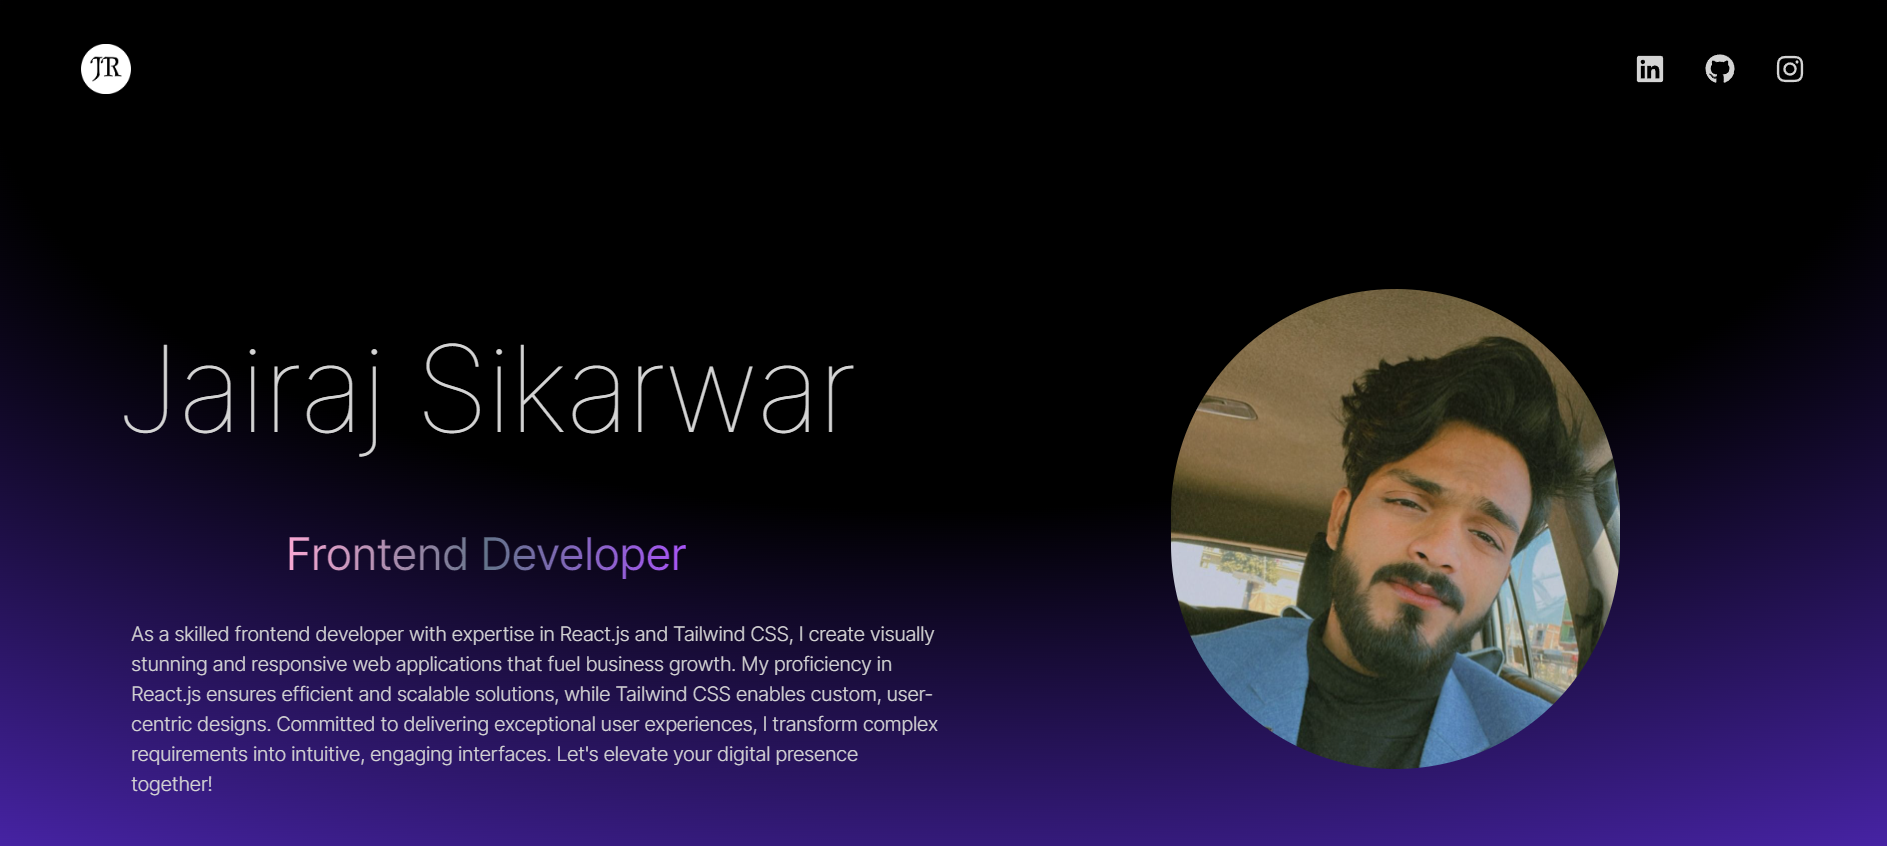 JR
in
Jairaj Sikarwar
Frontend Developer
As a skilled frontend developer with expertise in React.js and Tailwind CSS, I create visually
stunning and responsive web applications that fuel business growth. My proficiency in
React.js ensures efficient and scalable solutions, while Tailwind CSS enables custom, user-
centric designs. Committed to delivering exceptional user experiences, I transform complex
requirements into intuitive, engaging interfaces. Let's elevate your digital presence
together!